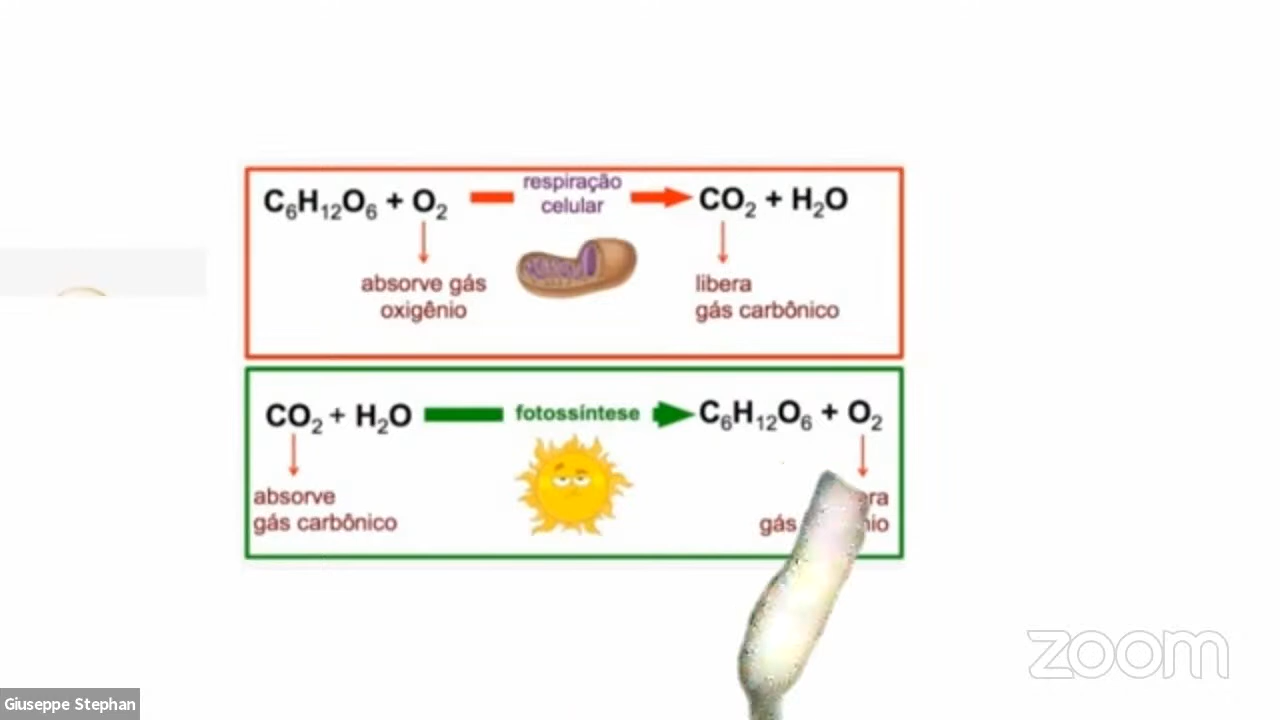 C₆H₁₂O₆ + O₂ respiração celular CO₂ + H₂O
absorve gás
oxigênio
libera
gás carbônico
CO₂ + H₂O fotossíntese C₆H₁₂O₆ + O₂
absorve
gás carbônico
gás
zoom
Giuseppe Stephan